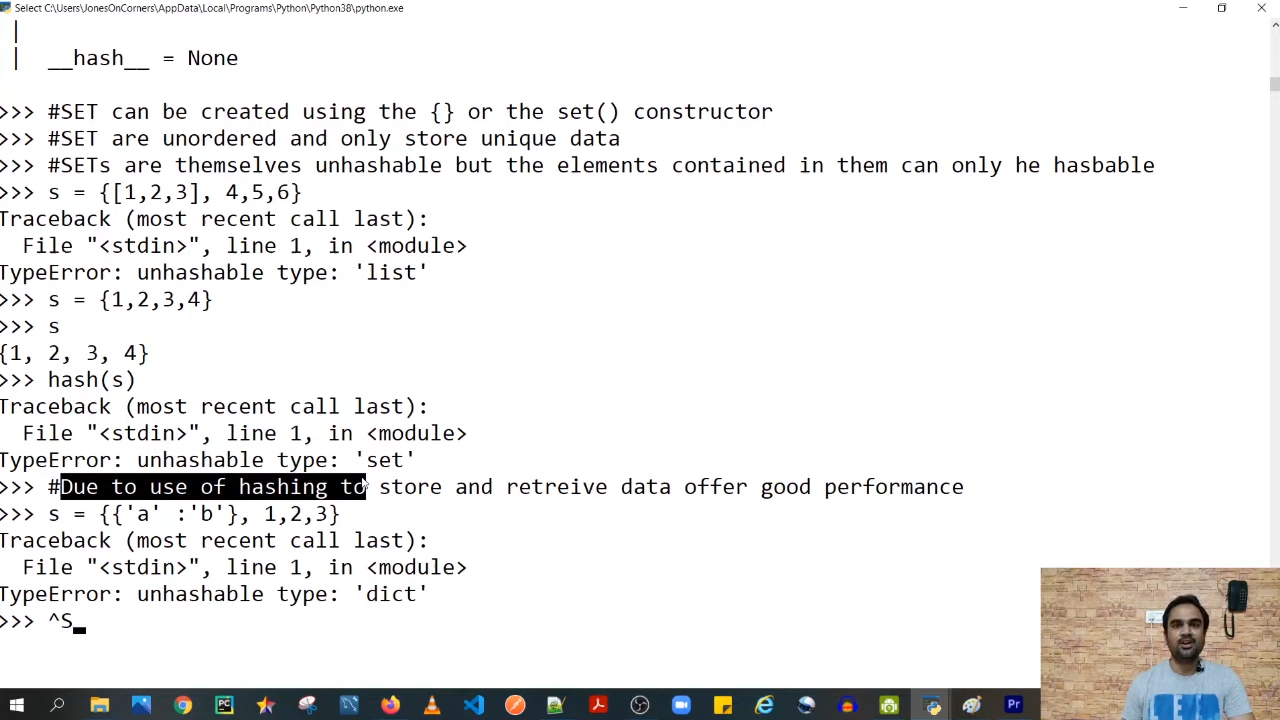 Select C:\Users\JonesOnCorners\AppData\Local\Programs\Python\Python38\python.exe
|
| __hash__ = None
>>> #SET can be created using the {} or the set() constructor
>>> #SET are unordered and only store unique data
>>> #SETs are themselves unhashable but the elements contained in them can only he hasbable
>>> s = {[1,2,3], 4,5,6}
Traceback (most recent call last):
File "<stdin>", line 1, in <module>
TypeError: unhashable type: 'list'
>>> s = {1,2,3,4}
>>> s
{1, 2, 3, 4}
>>> hash(s)
Traceback (most recent call last):
File "<stdin>", line 1, in <module>
TypeError: unhashable type: 'set'
>>> #Due to use of hashing to store and retreive data offer good performance
>>> s = {{'a' :'b'}, 1,2,3}
Traceback (most recent call last):
File "<stdin>", line 1, in <module>
TypeError: unhashable type: 'dict'
>>> ^S
PC
Pr